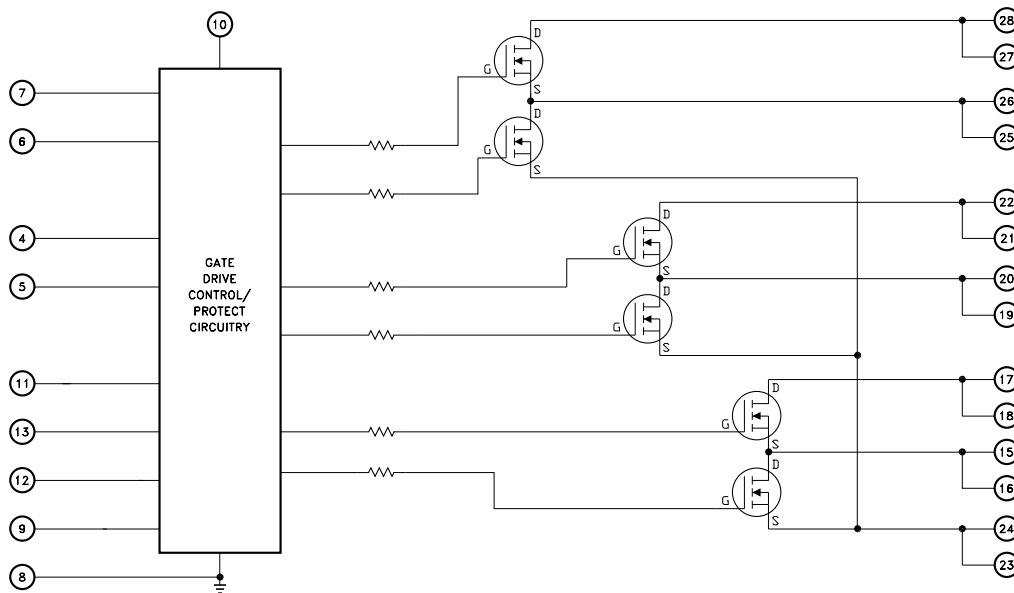 10
28
D
7
27
G
S
26
D
6
25
G
S
22
D
4
21
G
S
5
20
D
19
G
S
GATE
DRIVE
CONTROL/
PROTECT
CIRCUITRY
11
17
D
18
13
G
S
15
D
12
16
G
S
9
24
8
23